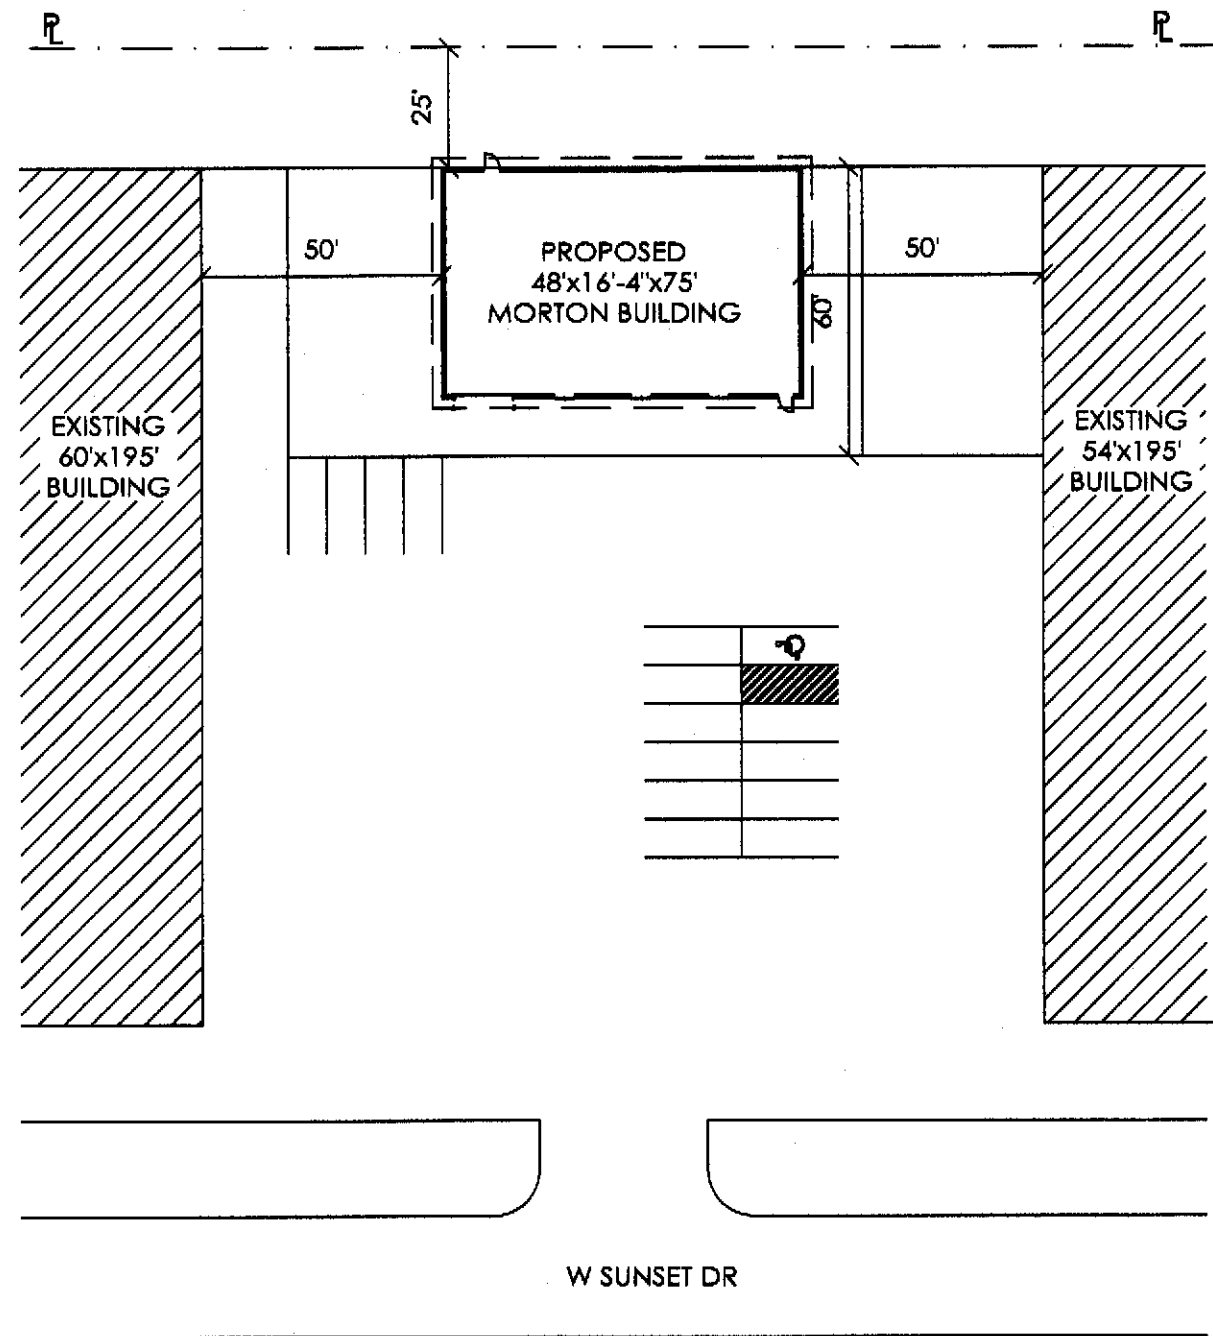 PL
PL
25'
50'
PROPOSED
48'x16'-4"x75'
MORTON BUILDING
50'
60'
EXISTING
60'x195'
BUILDING
EXISTING
54'x195'
BUILDING
W SUNSET DR